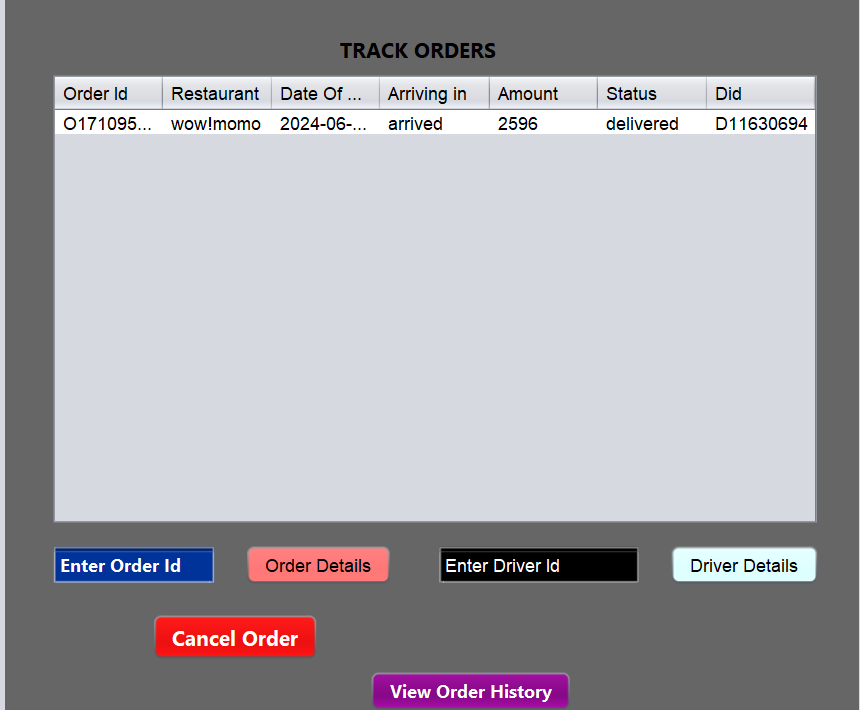 TRACK ORDERS
Order Id Restaurant Date Of ... Arriving in Amount Status Did
O171095... wow!momo 2024-06-... arrived 2596 delivered D11630694
Enter Order Id Order Details Enter Driver Id Driver Details
Cancel Order
View Order History